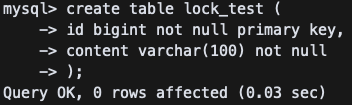 mysql> create table lock_test (
    -> id bigint not null primary key,
    -> content varchar(100) not null
    -> );
Query OK, 0 rows affected (0.03 sec)